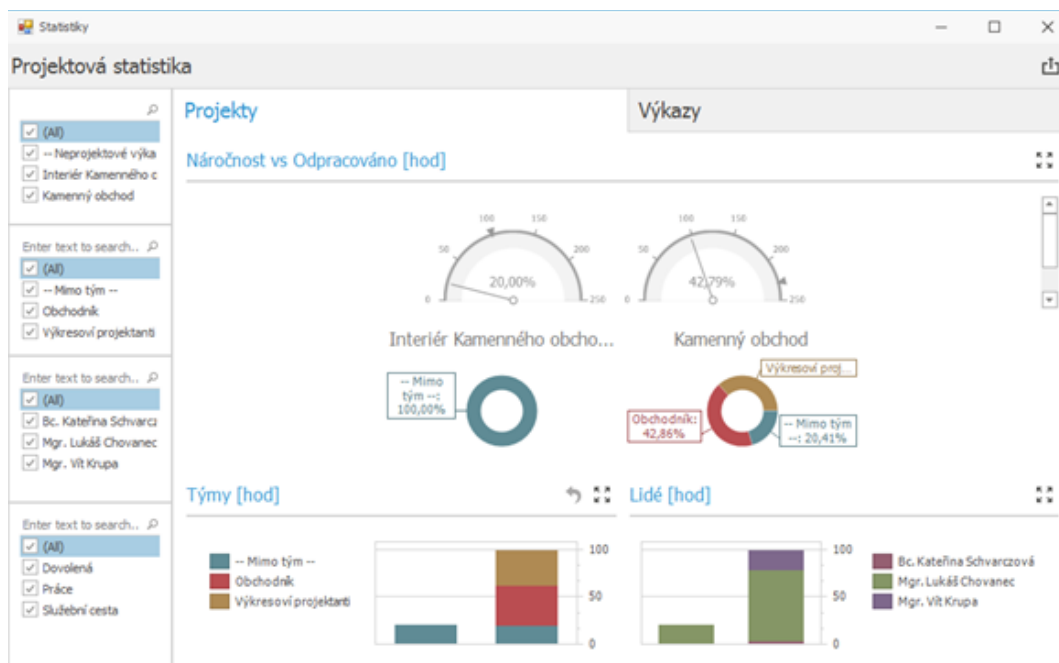 Statistiky
Projektová statistika
(All)
-- Neprojektové výka
Interiér Kamenného c
Kamenný obchod
Enter text to search..
(All)
-- Mimo tým --
Obchodník
Výkresoví projektanti
Enter text to search..
(All)
Bc. Kateřina Schvarcz
Mgr. Lukáš Chovanec
Mgr. Vít Krupa
Enter text to search..
(All)
Dovolená
Práce
Služební cesta
Projekty
Výkazy
Náročnost vs Odpracováno [hod]
0 50 100 150 200 250
20,00%
Interiér Kamenného obcho...
0 50 100 150 200 250
42,79%
Kamenný obchod
-- Mimo
tým --:
100,00%
Výkresoví proj...
Obchodník:
42,86%
-- Mimo tým
--: 20,41%
Týmy [hod]
-- Mimo tým --
Obchodník
Výkresoví projektanti
100
50
0
Lidé [hod]
100
50
0
Bc. Kateřina Schvarczová
Mgr. Lukáš Chovanec
Mgr. Vít Krupa